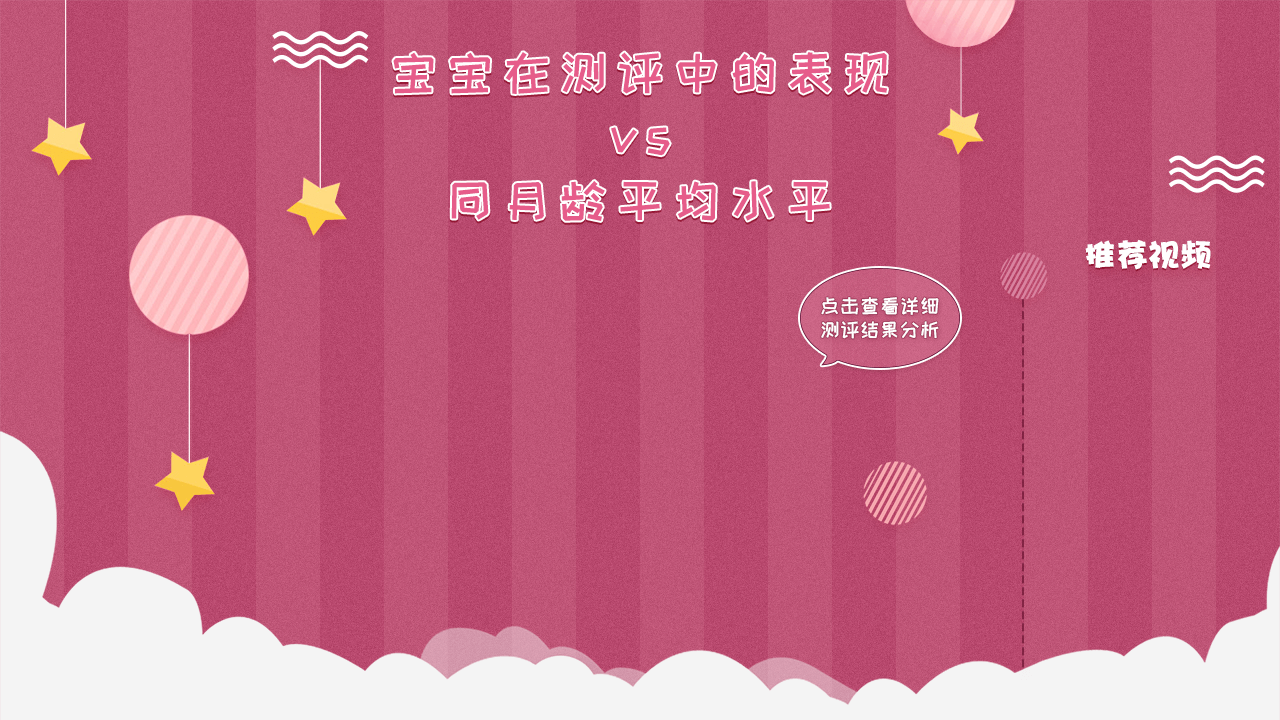 宝宝在测评中的表现
VS
同月龄平均水平
推荐视频
点击查看详细
测评结果分析